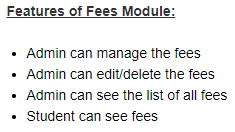 Features of Fees Module:
• Admin can manage the fees
• Admin can edit/delete the fees
• Admin can see the list of all fees
• Student can see fees